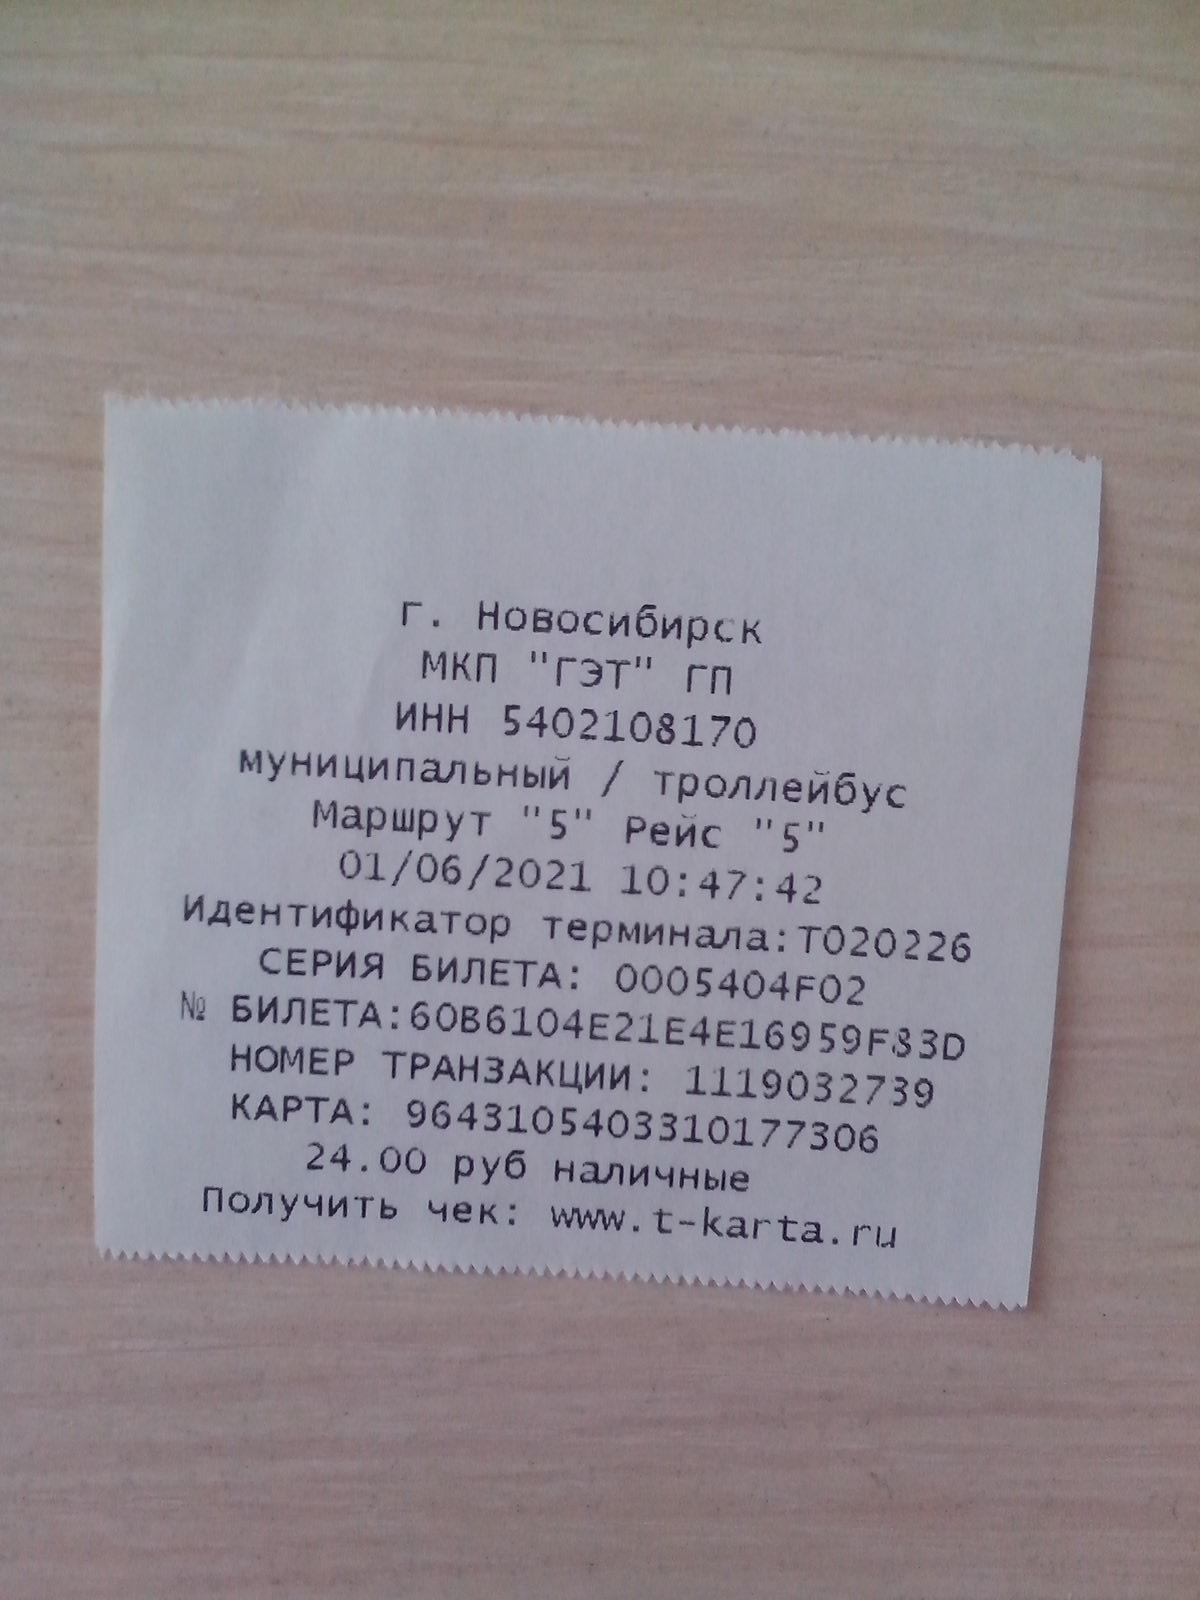 г. Новосибирск
МКП "ГЭТ" ГП
ИНН 5402108170
муниципальный / троллейбус
Маршрут "5" Рейс "5"
01/06/2021 10:47:42
Идентификатор терминала:T020226
СЕРИЯ БИЛЕТА: 0005404F02
№ БИЛЕТА:60B6104E21E4E16959F83D
НОМЕР ТРАНЗАКЦИИ: 1119032739
КАРТА: 9643105403310177306
24.00 руб наличные
Получить чек: www.t-karta.ru